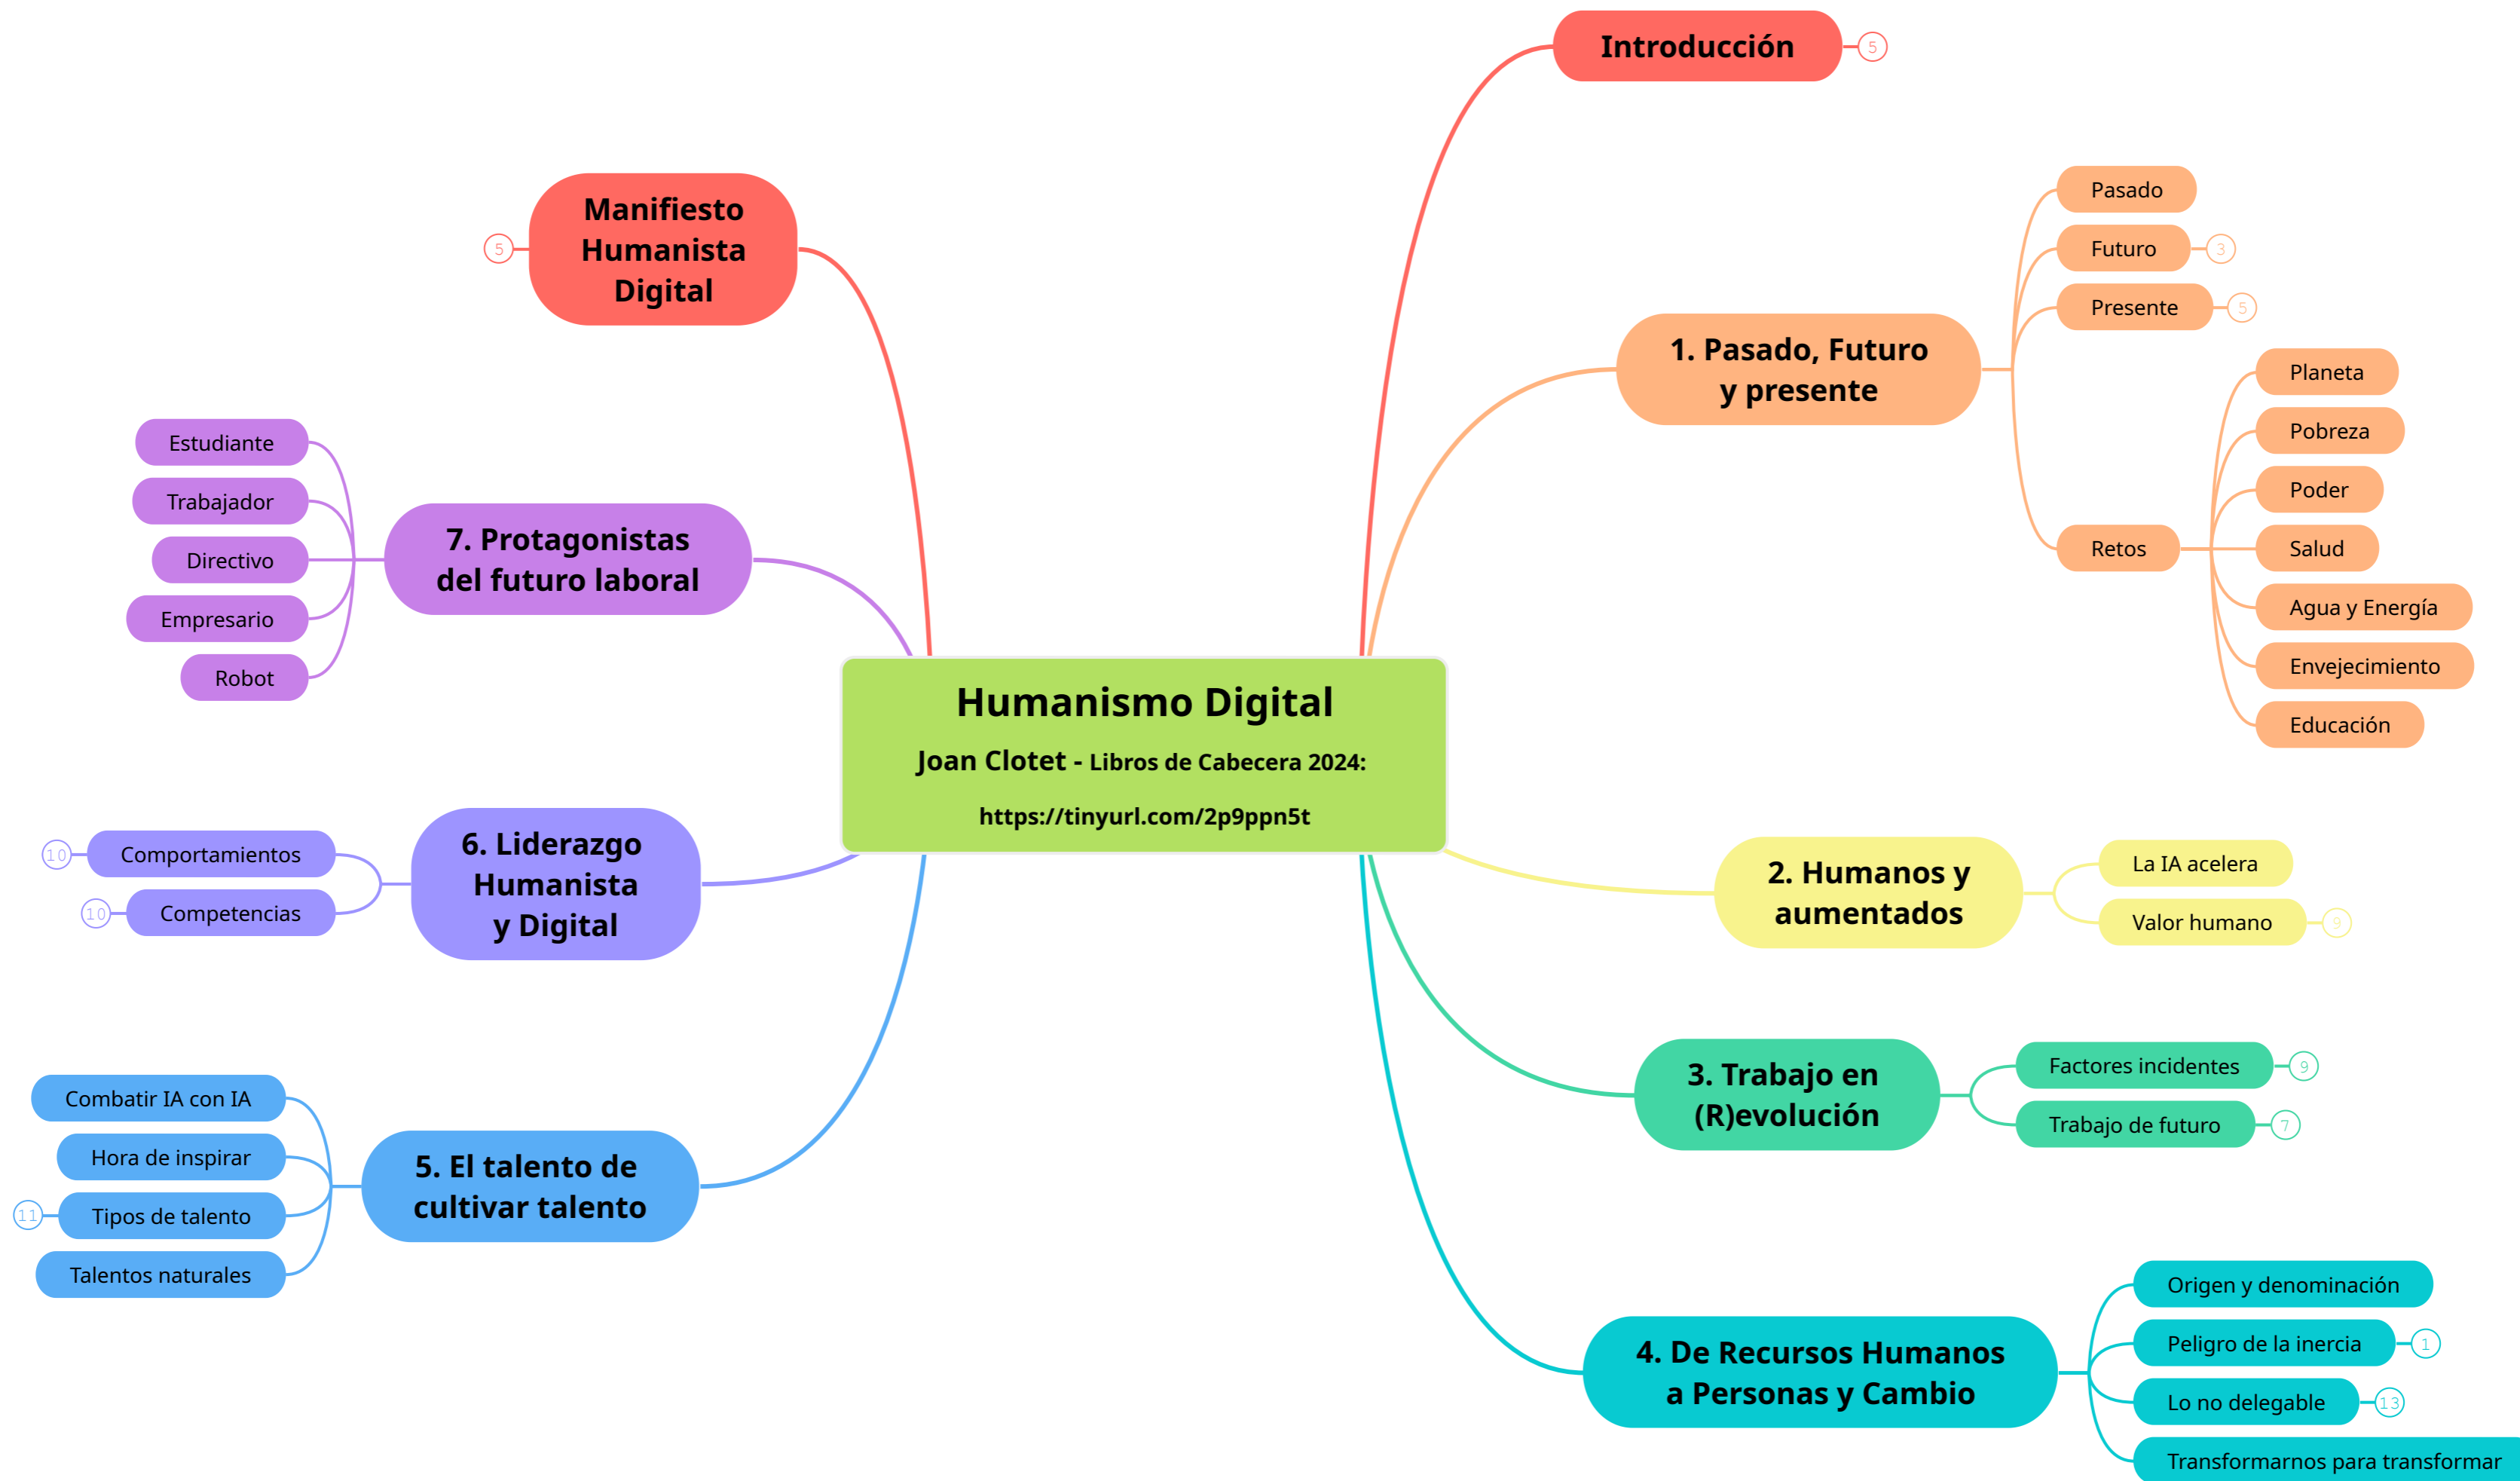 Humanismo Digital
Joan Clotet - Libros de Cabecera 2024:
https://tinyurl.com/2p9ppn5t
Introducción
5
1. Pasado, Futuro
y presente
Pasado
Futuro
3
Presente
5
Retos
Planeta
Pobreza
Poder
Salud
Agua y Energía
Envejecimiento
Educación
2. Humanos y
aumentados
La IA acelera
Valor humano
9
3. Trabajo en
(R)evolución
Factores incidentes
9
Trabajo de futuro
7
4. De Recursos Humanos
a Personas y Cambio
Origen y denominación
Peligro de la inercia
1
Lo no delegable
13
Transformarnos para transformar
5. El talento de
cultivar talento
Combatir IA con IA
Hora de inspirar
Tipos de talento
11
Talentos naturales
6. Liderazgo
Humanista
y Digital
Comportamientos
10
Competencias
10
7. Protagonistas
del futuro laboral
Estudiante
Trabajador
Directivo
Empresario
Robot
Manifiesto
Humanista
Digital
5